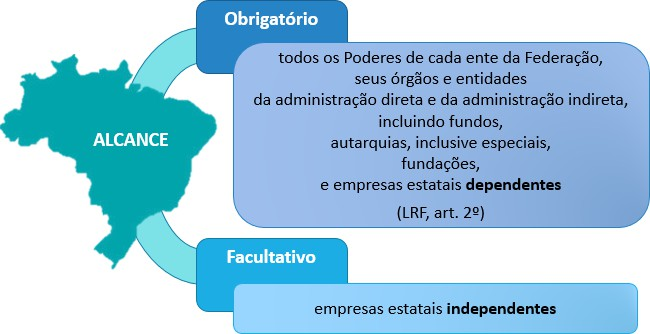 Obrigatório
todos os Poderes de cada ente da Federação,
seus órgãos e entidades
da administração direta e da administração indireta,
incluindo fundos,
autarquias, inclusive especiais,
fundações,
e empresas estatais dependentes
(LRF, art. 2º)
ALCANCE
Facultativo
empresas estatais independentes